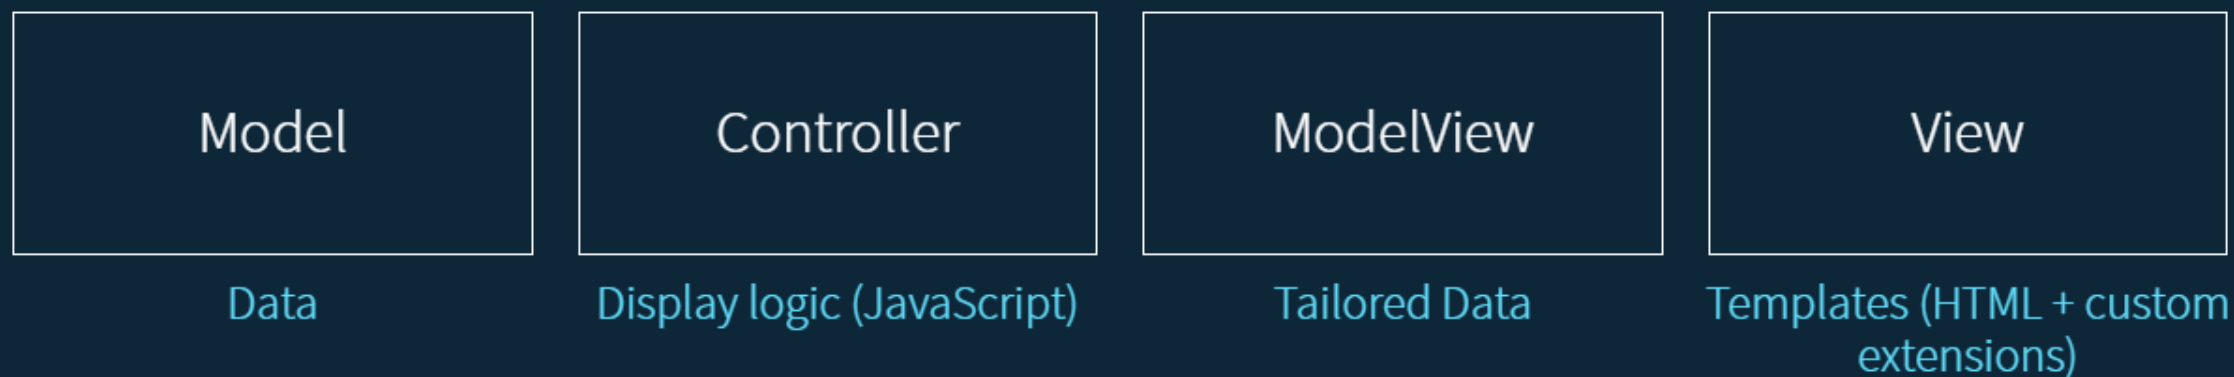 Model
Controller
ModelView
View
Data
Display logic (JavaScript)
Tailored Data
Templates (HTML + custom
extensions)